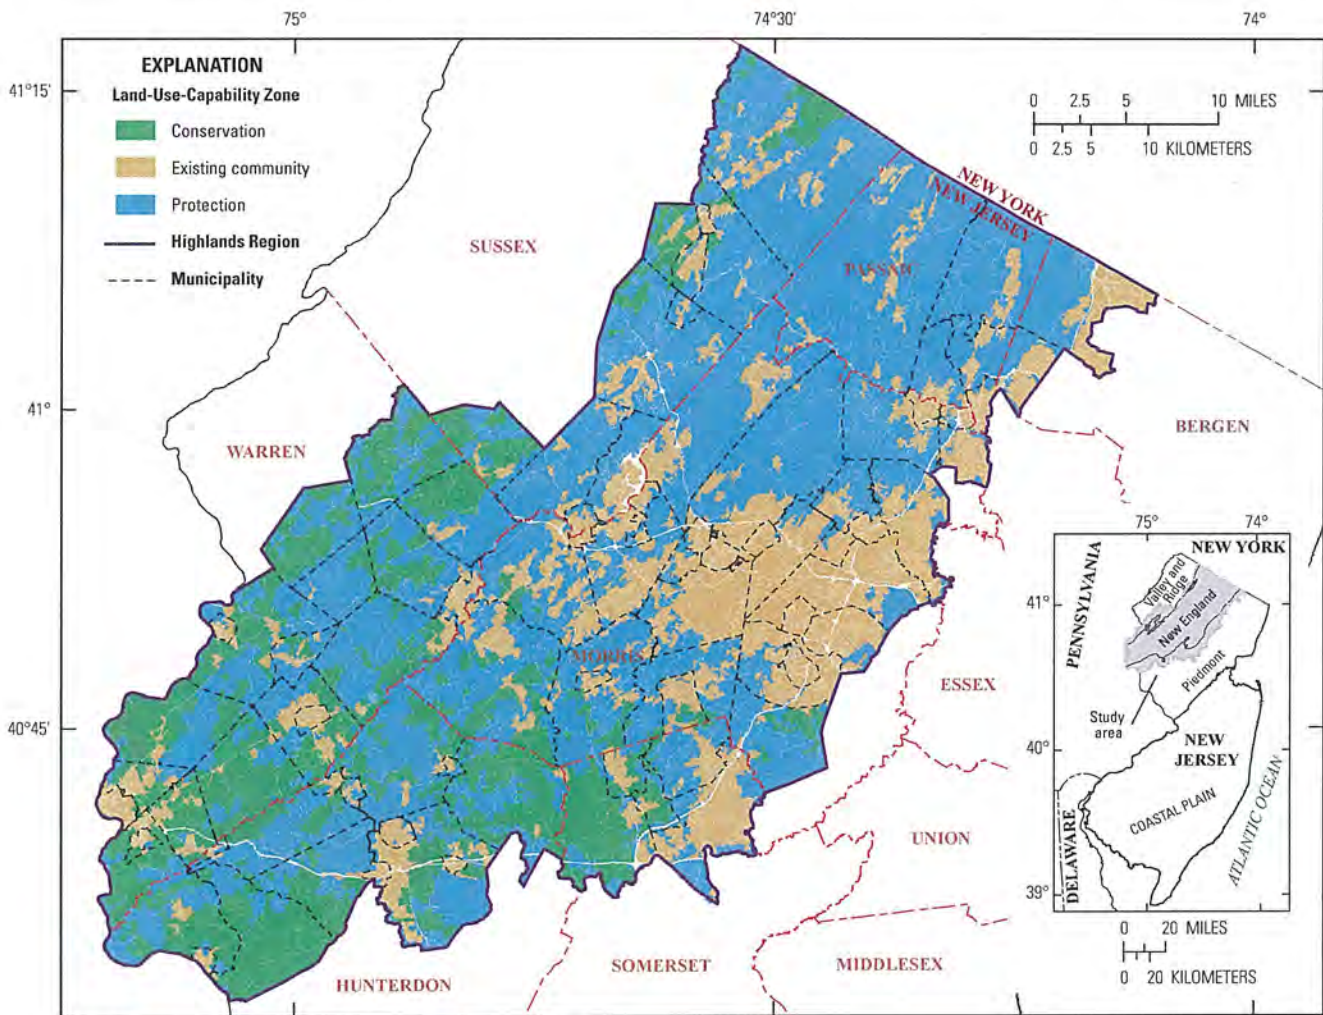 75°
74°30'
74°
41°15'
41°
40°45'
EXPLANATION
Land-Use-Capability Zone
Conservation
Existing community
Protection
Highlands Region
Municipality
0 2.5 5 10 MILES
0 2.5 5 10 KILOMETERS
NEW YORK
NEW JERSEY
SUSSEX
PASSAIC
WARREN
BERGEN
MORRIS
ESSEX
UNION
HUNTERDON
SOMERSET
MIDDLESEX
75°
74°
NEW YORK
PENNSYLVANIA
Valley and
Ridge
New England
41°
Piedmont
Study
area
40°
NEW
JERSEY
COASTAL PLAIN
ATLANTIC OCEAN
DELAWARE
39°
0 20 MILES
0 20 KILOMETERS